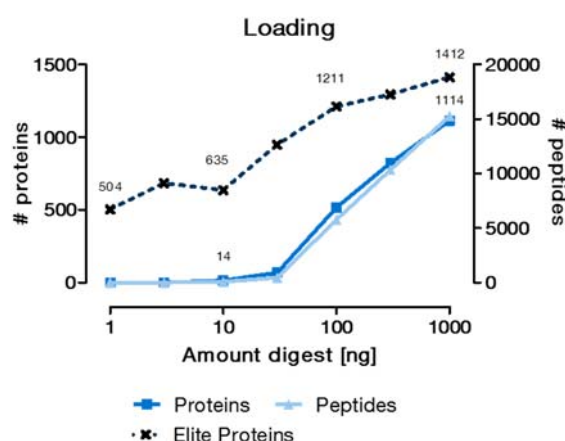 Loading
1500
1000
500
0
# proteins
20000
15000
10000
5000
0
# peptides
504
635
14
1211
1412
1114
1
10
100
1000
Amount digest [ng]
Proteins
Peptides
Elite Proteins